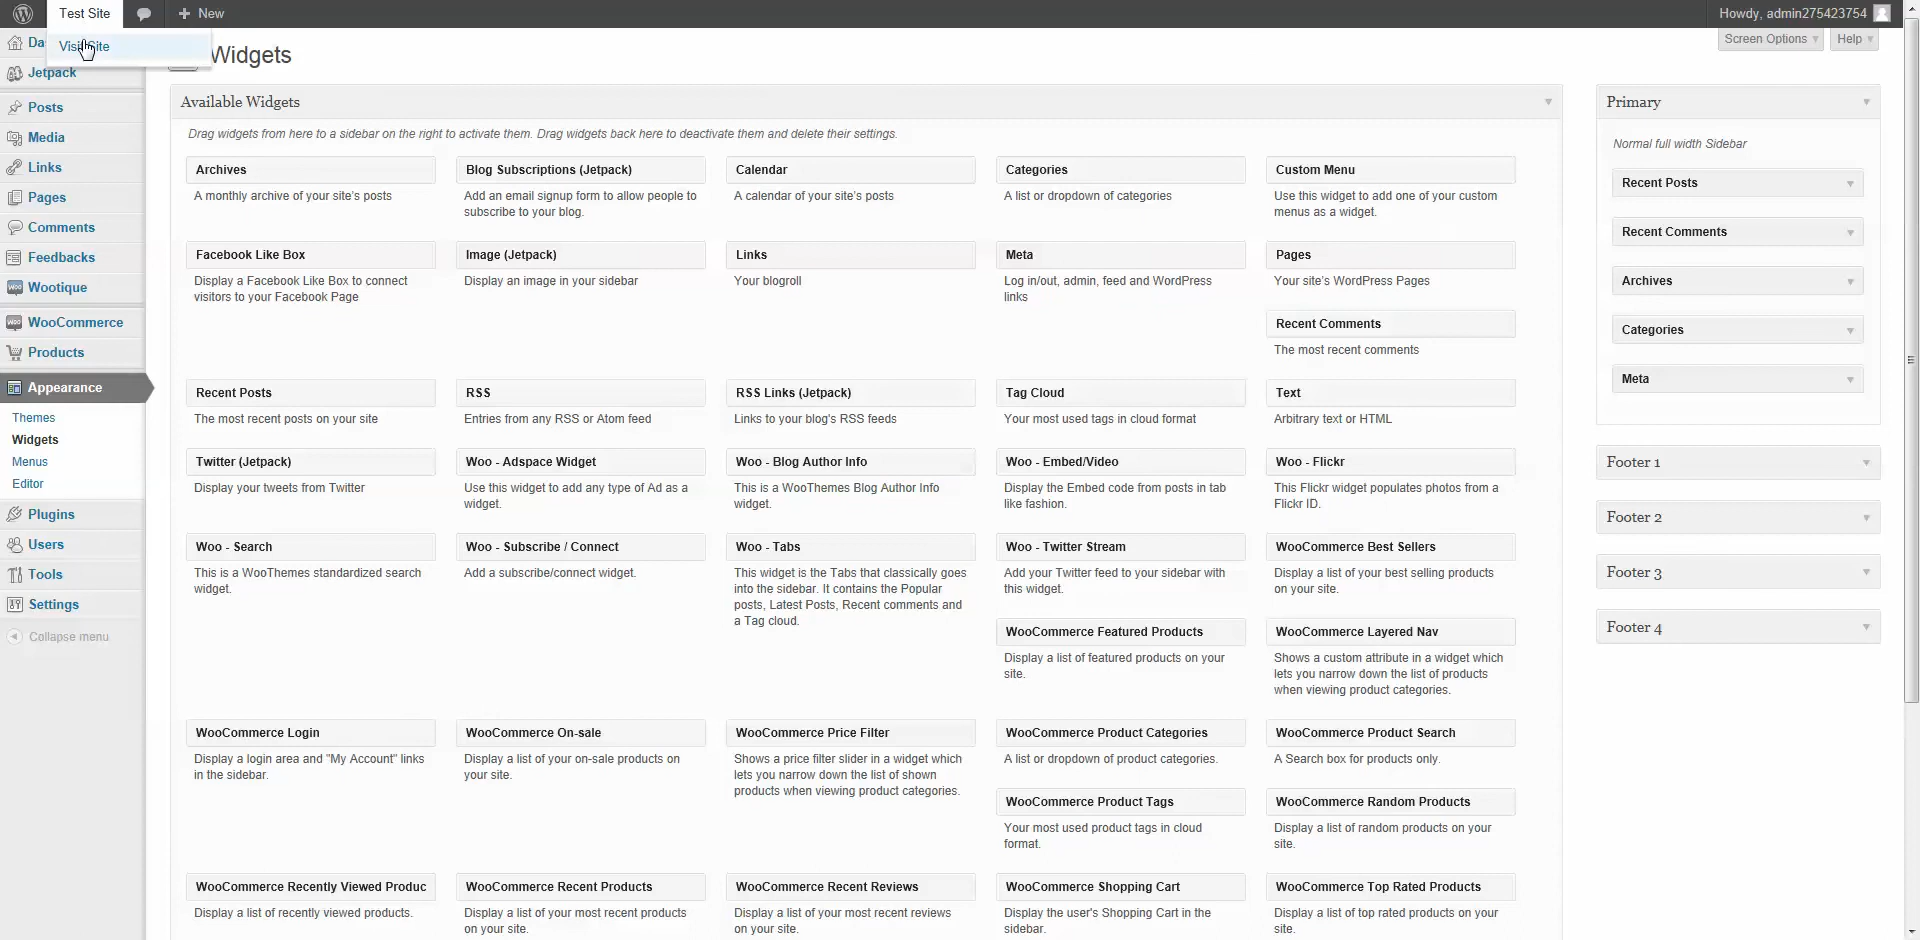 Test Site
New
Howdy, admin275423754
Visit Site
Screen Options
Help
Widgets
Jetpack
Posts
Media
Links
Pages
Comments
Feedbacks
Wootique
WooCommerce
Products
Appearance
Themes
Widgets
Menus
Editor
Plugins
Users
Tools
Settings
Collapse menu
Available Widgets
Drag widgets from here to a sidebar on the right to activate them. Drag widgets back here to deactivate them and delete their settings.
Archives
A monthly archive of your site's posts
Blog Subscriptions (Jetpack)
Add an email signup form to allow people to
subscribe to your blog.
Calendar
A calendar of your site's posts
Categories
A list or dropdown of categories
Custom Menu
Use this widget to add one of your custom
menus as a widget.
Facebook Like Box
Display a Facebook Like Box to connect
visitors to your Facebook Page
Image (Jetpack)
Display an image in your sidebar
Links
Your blogroll
Meta
Log in/out, admin, feed and WordPress
links
Pages
Your site's WordPress Pages
Recent Comments
The most recent comments
Recent Posts
The most recent posts on your site
RSS
Entries from any RSS or Atom feed
RSS Links (Jetpack)
Links to your blog's RSS feeds
Tag Cloud
Your most used tags in cloud format
Text
Arbitrary text or HTML
Twitter (Jetpack)
Display your tweets from Twitter
Woo - Adspace Widget
Use this widget to add any type of Ad as a
widget.
Woo - Blog Author Info
This is a WooThemes Blog Author Info
widget.
Woo - Embed/Video
Display the Embed code from posts in tab
like fashion.
Woo - Flickr
This Flickr widget populates photos from a
Flickr ID.
Woo - Search
This is a WooThemes standardized search
widget.
Woo - Subscribe / Connect
Add a subscribe/connect widget.
Woo - Tabs
This widget is the Tabs that classically goes
into the sidebar. It contains the Popular
posts, Latest Posts, Recent comments and
a Tag cloud.
Woo - Twitter Stream
Add your Twitter feed to your sidebar with
this widget.
WooCommerce Best Sellers
Display a list of your best selling products
on your site.
WooCommerce Featured Products
Display a list of featured products on your
site.
WooCommerce Layered Nav
Shows a custom attribute in a widget which
lets you narrow down the list of products
when viewing product categories.
WooCommerce Login
Display a login area and "My Account" links
in the sidebar.
WooCommerce On-sale
Display a list of your on-sale products on
your site.
WooCommerce Price Filter
Shows a price filter slider in a widget which
lets you narrow down the list of shown
products when viewing product categories.
WooCommerce Product Categories
A list or dropdown of product categories.
WooCommerce Product Search
A Search box for products only.
WooCommerce Product Tags
Your most used product tags in cloud
format.
WooCommerce Random Products
Display a list of random products on your
site.
WooCommerce Recently Viewed Produc
Display a list of recently viewed products.
WooCommerce Recent Products
Display a list of your most recent products
on your site.
WooCommerce Recent Reviews
Display a list of your most recent reviews
on your site.
WooCommerce Shopping Cart
Display the user's Shopping Cart in the
sidebar.
WooCommerce Top Rated Products
Display a list of top rated products on your
site.
Primary
Normal full width Sidebar
Recent Posts
Recent Comments
Archives
Categories
Meta
Footer 1
Footer 2
Footer 3
Footer 4